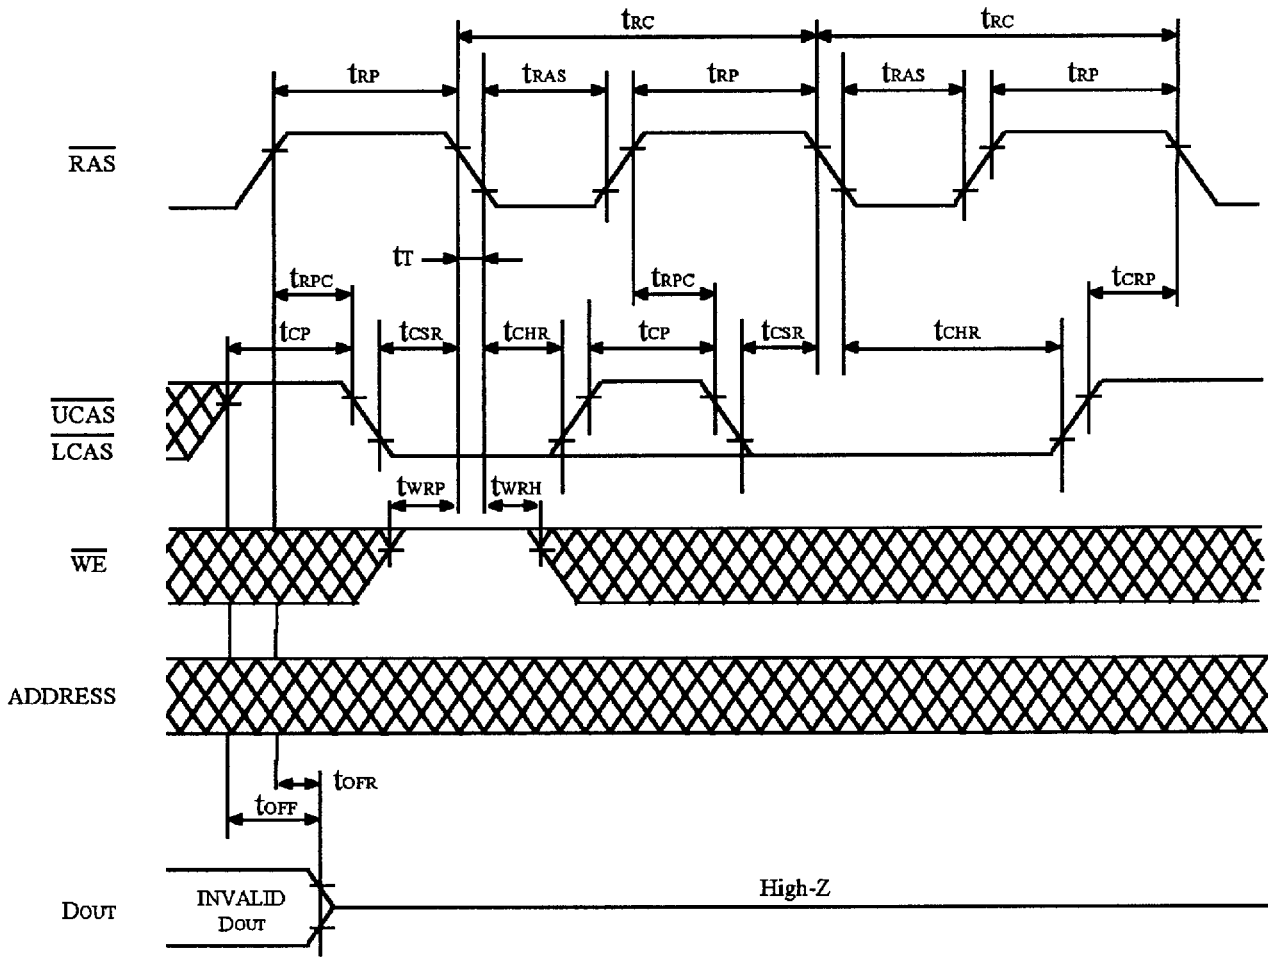 tRC tRC
tRP tRAS tRP tRAS tRP
RAS
tT
tRPC tRPC tCRP
tCP tCSR tCHR tCP tCSR tCHR
UCAS
LCAS
tWRP tWRH
WE
ADDRESS
tOFR
tOFF
DOUT
INVALID
DOUT
High-Z